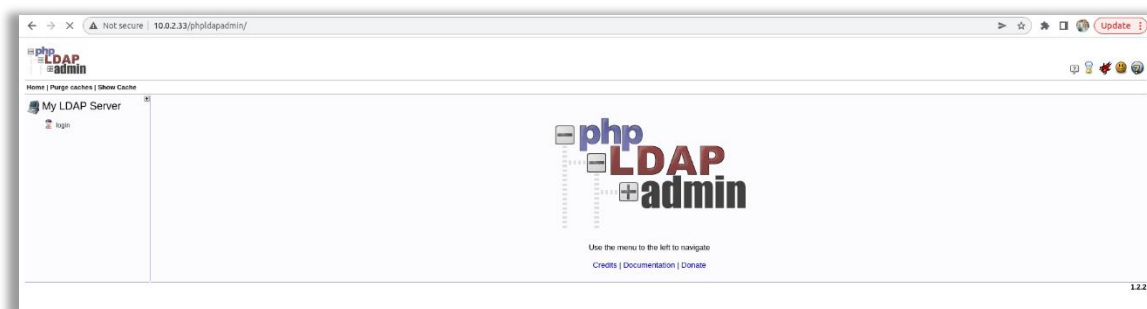 Not secure | 10.0.2.33/phpldapadmin/
Update
php
LDAP
admin
Home | Purge caches | Show Cache
My LDAP Server
login
php
LDAP
admin
Use the menu to the left to navigate
Credits | Documentation | Donate
1.2.2